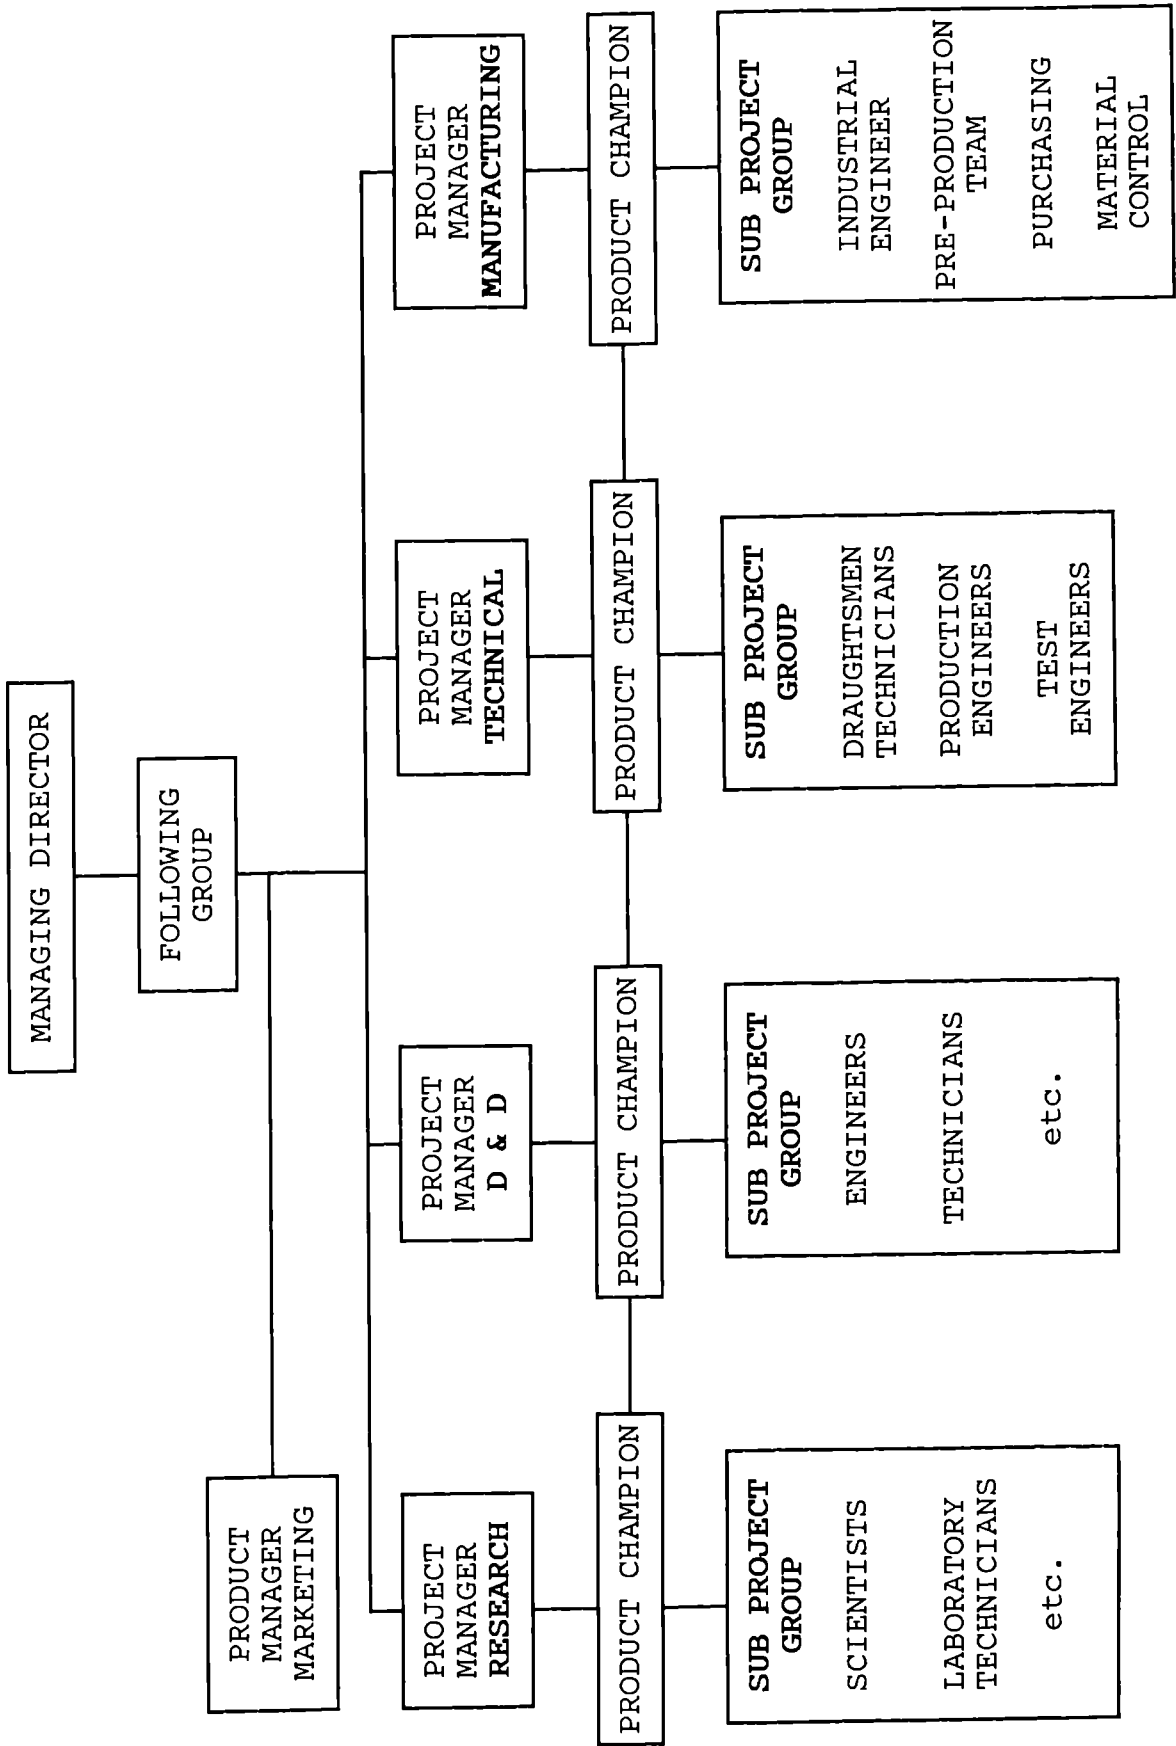 MANAGING DIRECTOR
FOLLOWING
GROUP
PRODUCT
MANAGER
MARKETING
PROJECT
MANAGER
RESEARCH
PROJECT
MANAGER
D & D
PROJECT
MANAGER
TECHNICAL
PROJECT
MANAGER
MANUFACTURING
PRODUCT CHAMPION
PRODUCT CHAMPION
PRODUCT CHAMPION
PRODUCT CHAMPION
SUB PROJECT
GROUP
SCIENTISTS
LABORATORY
TECHNICIANS
etc.
SUB PROJECT
GROUP
ENGINEERS
TECHNICIANS
etc.
SUB PROJECT
GROUP
DRAUGHTSMEN
TECHNICIANS
PRODUCTION
ENGINEERS
TEST
ENGINEERS
SUB PROJECT
GROUP
INDUSTRIAL
ENGINEER
PRE-PRODUCTION
TEAM
PURCHASING
MATERIAL
CONTROL